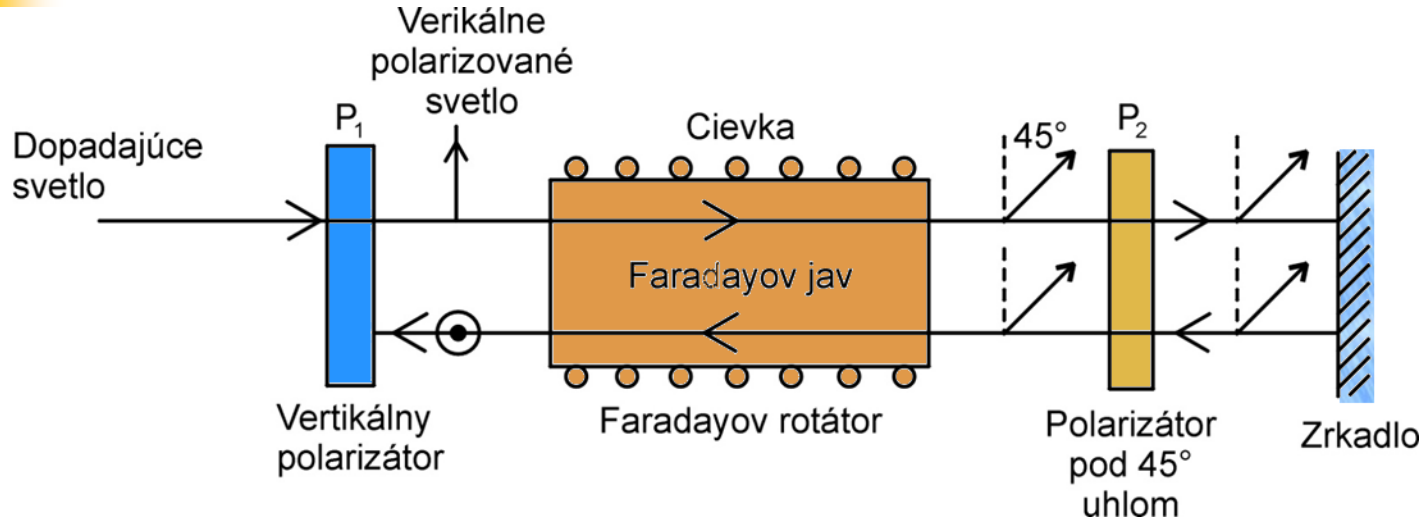 Verikálne
polarizované
svetlo
Dopadajúce
svetlo
P1
Cievka
45°
P2
Faradayov jav
Vertikálny
polarizátor
Faradayov rotátor
Polarizátor
pod 45°
uhlom
Zrkadlo